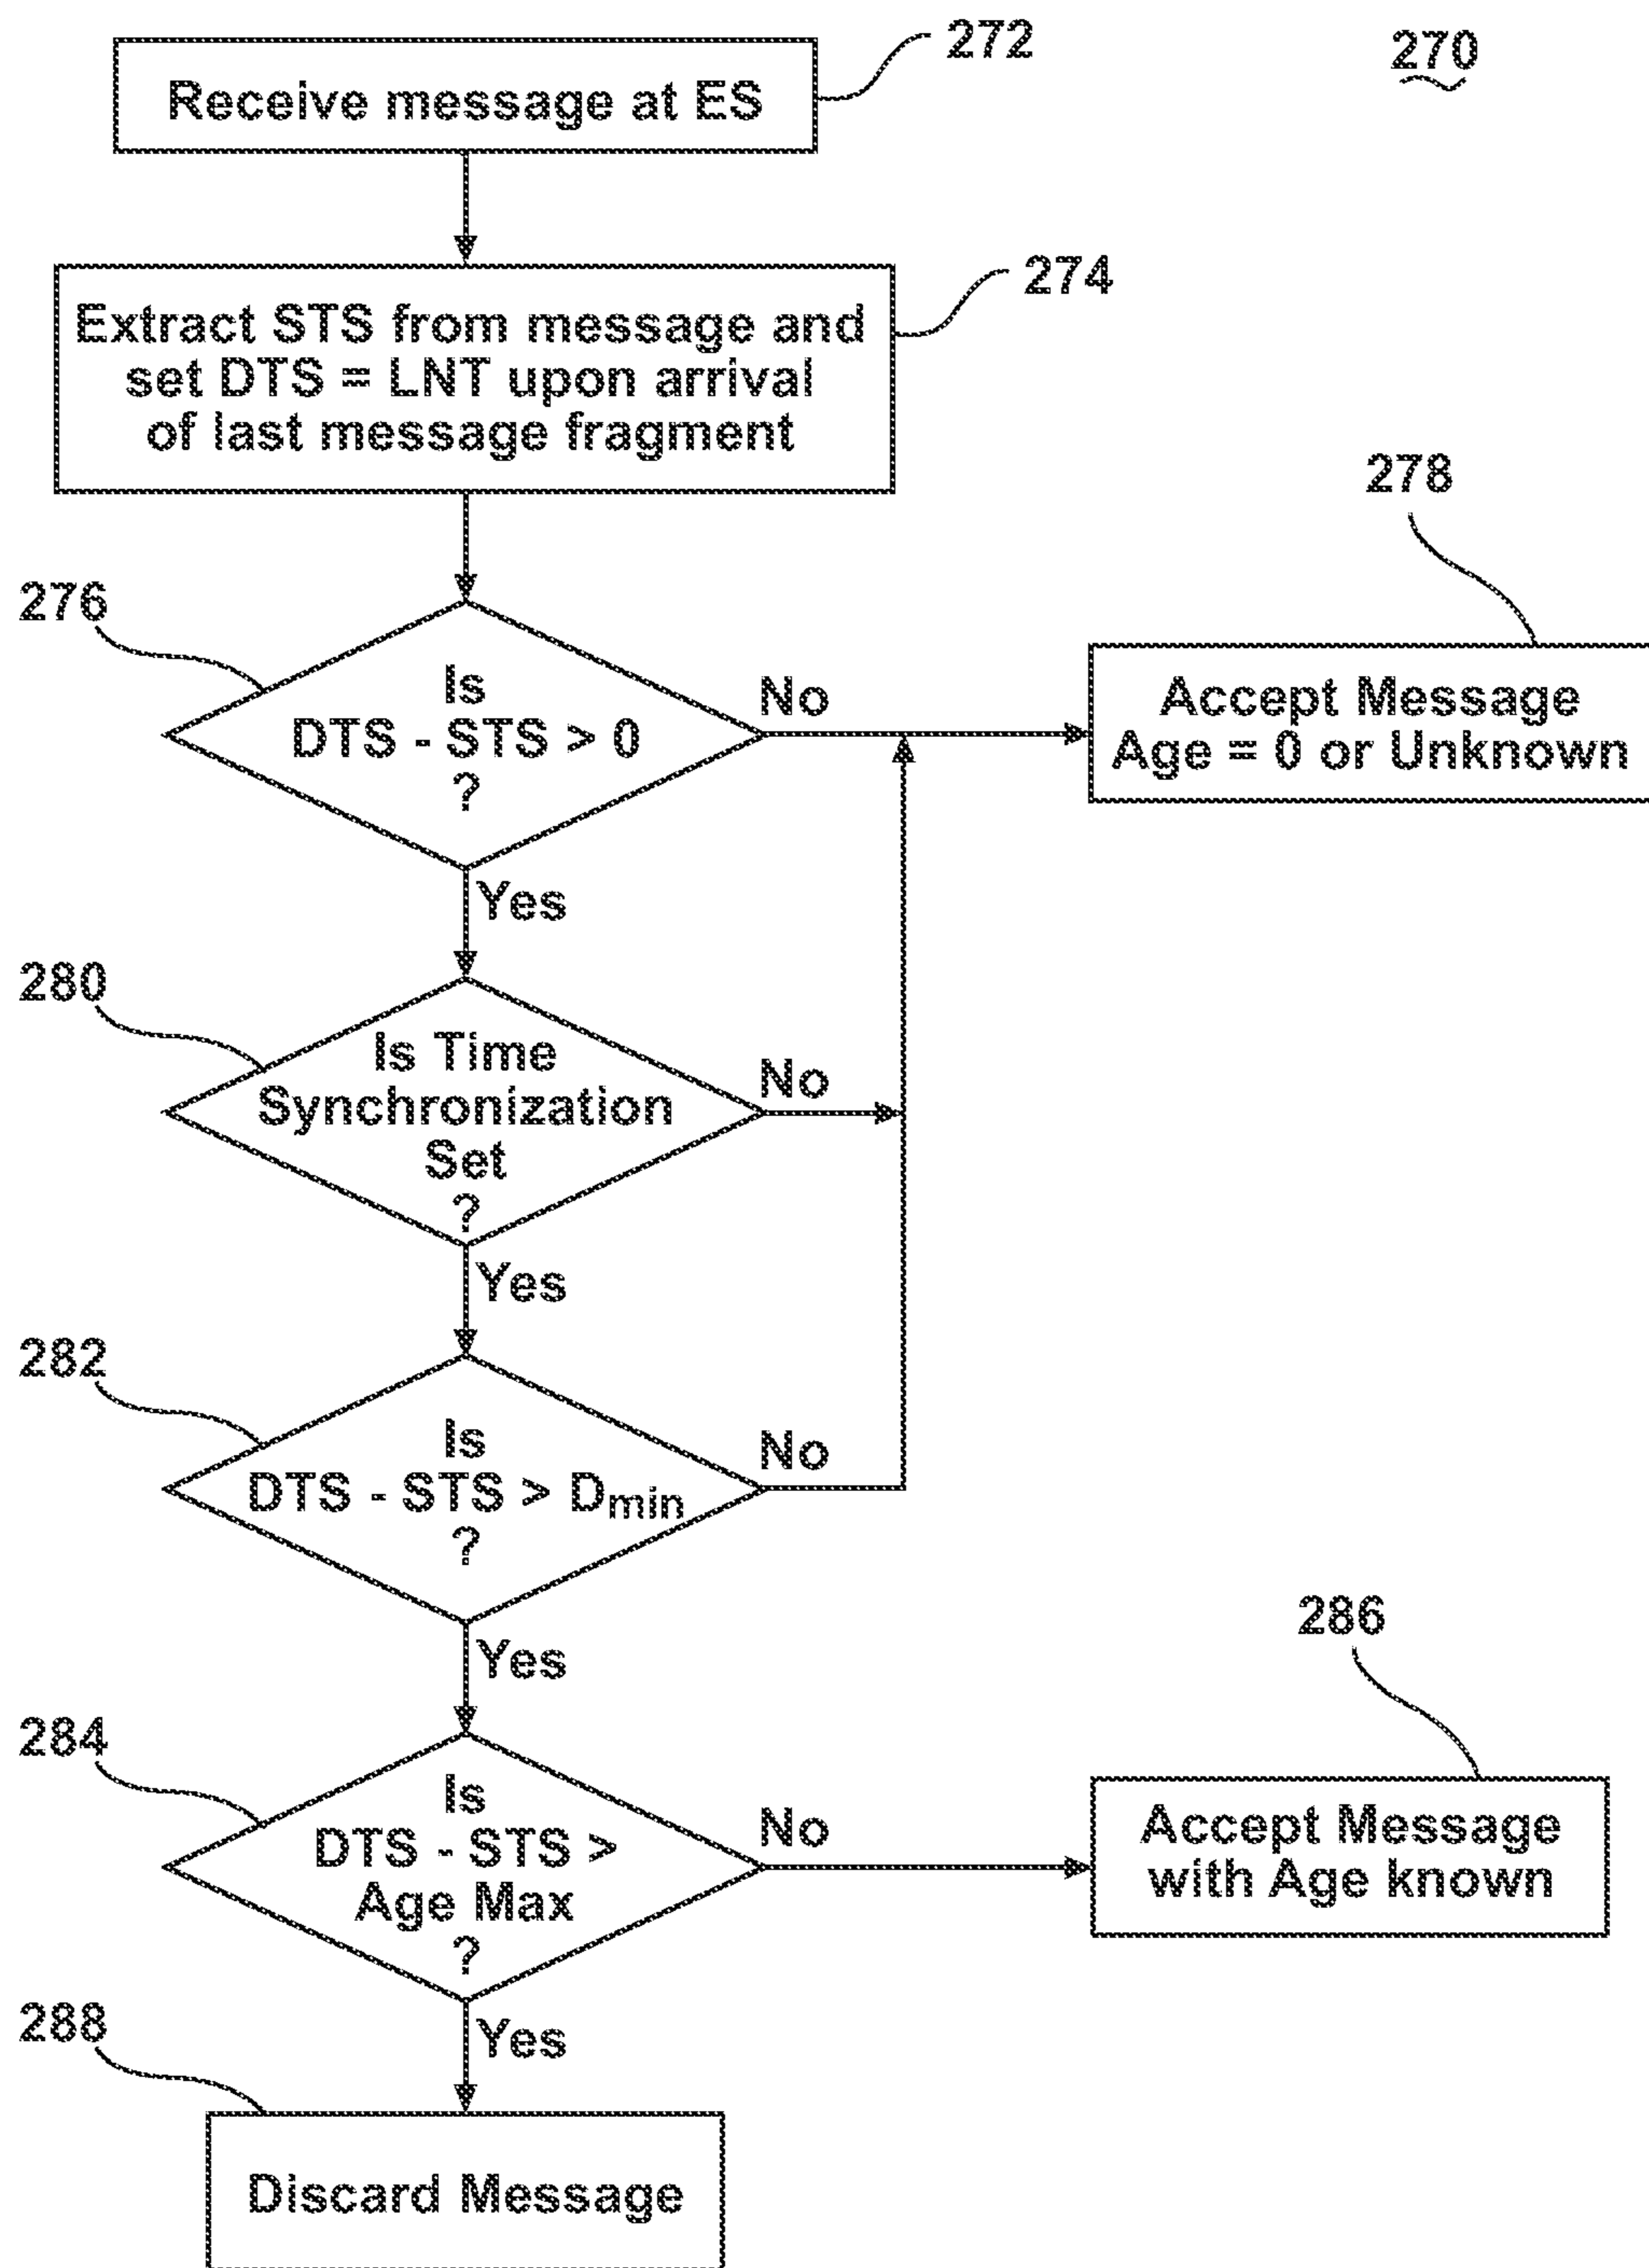 270
272
Receive message at ES
274
Extract STS from message and
set DTS = LNT upon arrival
of last message fragment
276
Is
DTS - STS > 0
?
No
Yes
278
Accept Message
Age = 0 or Unknown
280
Is Time
Synchronization
Set
?
No
Yes
282
Is
DTS - STS > Dmin
?
No
Yes
284
Is
DTS - STS >
Age Max
?
No
Yes
286
Accept Message
with Age known
288
Discard Message